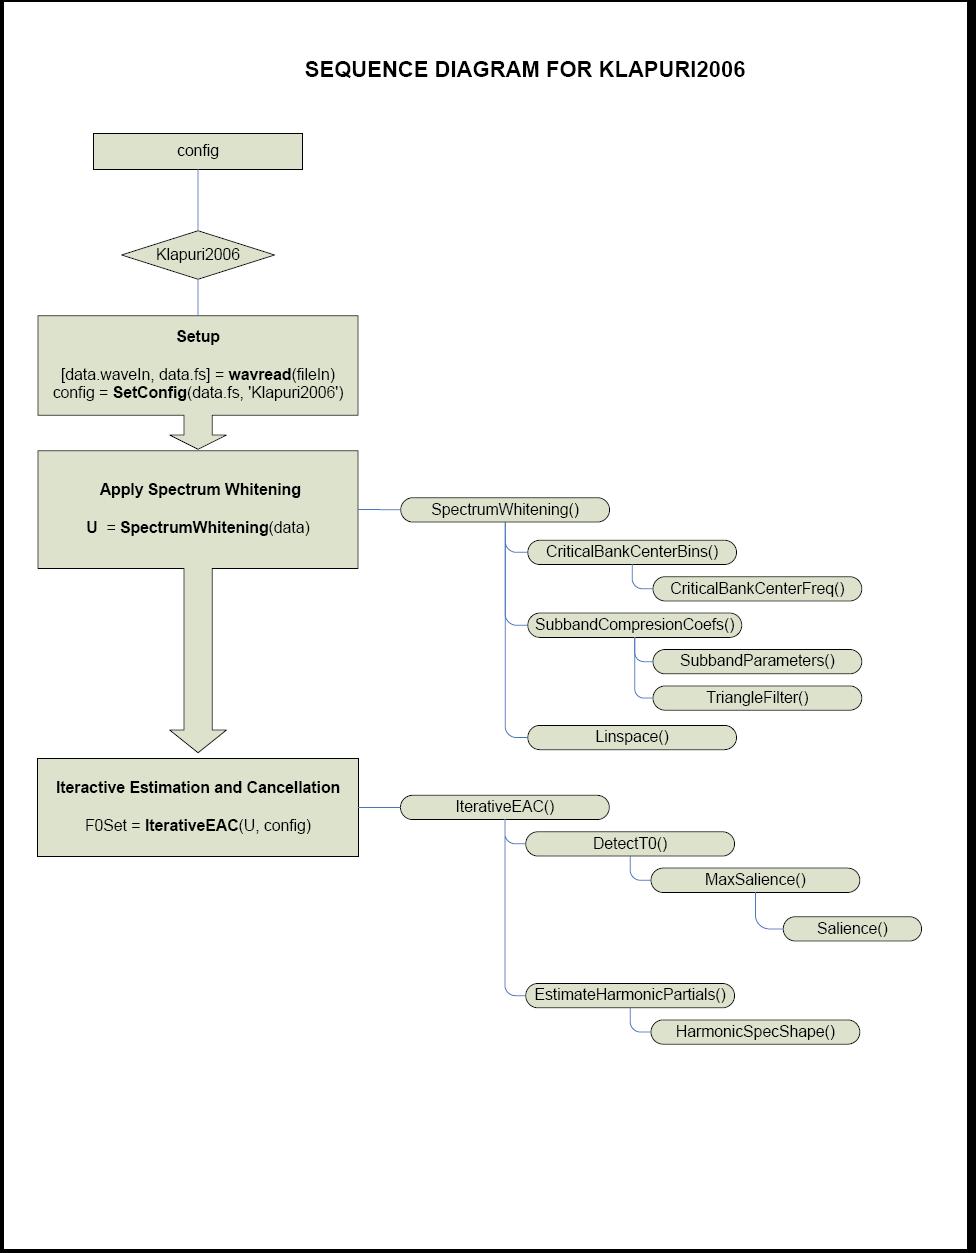 SEQUENCE DIAGRAM FOR KLAPURI2006
config
Klapuri2006
Setup
[data.waveIn, data.fs] = wavread(fileIn)
config = SetConfig(data.fs, 'Klapuri2006')
Apply Spectrum Whitening
U = SpectrumWhitening(data)
SpectrumWhitening()
CriticalBankCenterBins()
CriticalBankCenterFreq()
SubbandCompresionCoefs()
SubbandParameters()
TriangleFilter()
Linspace()
Iteractive Estimation and Cancellation
F0Set = IterativeEAC(U, config)
IterativeEAC()
DetectT0()
MaxSalience()
Salience()
EstimateHarmonicPartials()
HarmonicSpecShape()